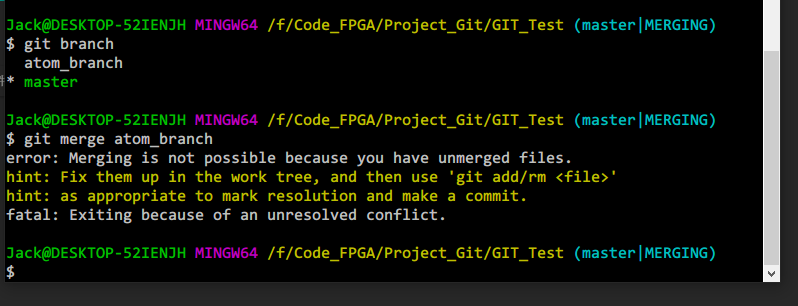 Jack@DESKTOP-52IENJH MINGW64 /f/Code_FPGA/Project_Git/GIT_Test (master|MERGING)
$ git branch
  atom_branch
* master
Jack@DESKTOP-52IENJH MINGW64 /f/Code_FPGA/Project_Git/GIT_Test (master|MERGING)
$ git merge atom_branch
error: Merging is not possible because you have unmerged files.
hint: Fix them up in the work tree, and then use 'git add/rm <file>'
hint: as appropriate to mark resolution and make a commit.
fatal: Exiting because of an unresolved conflict.
Jack@DESKTOP-52IENJH MINGW64 /f/Code_FPGA/Project_Git/GIT_Test (master|MERGING)
$